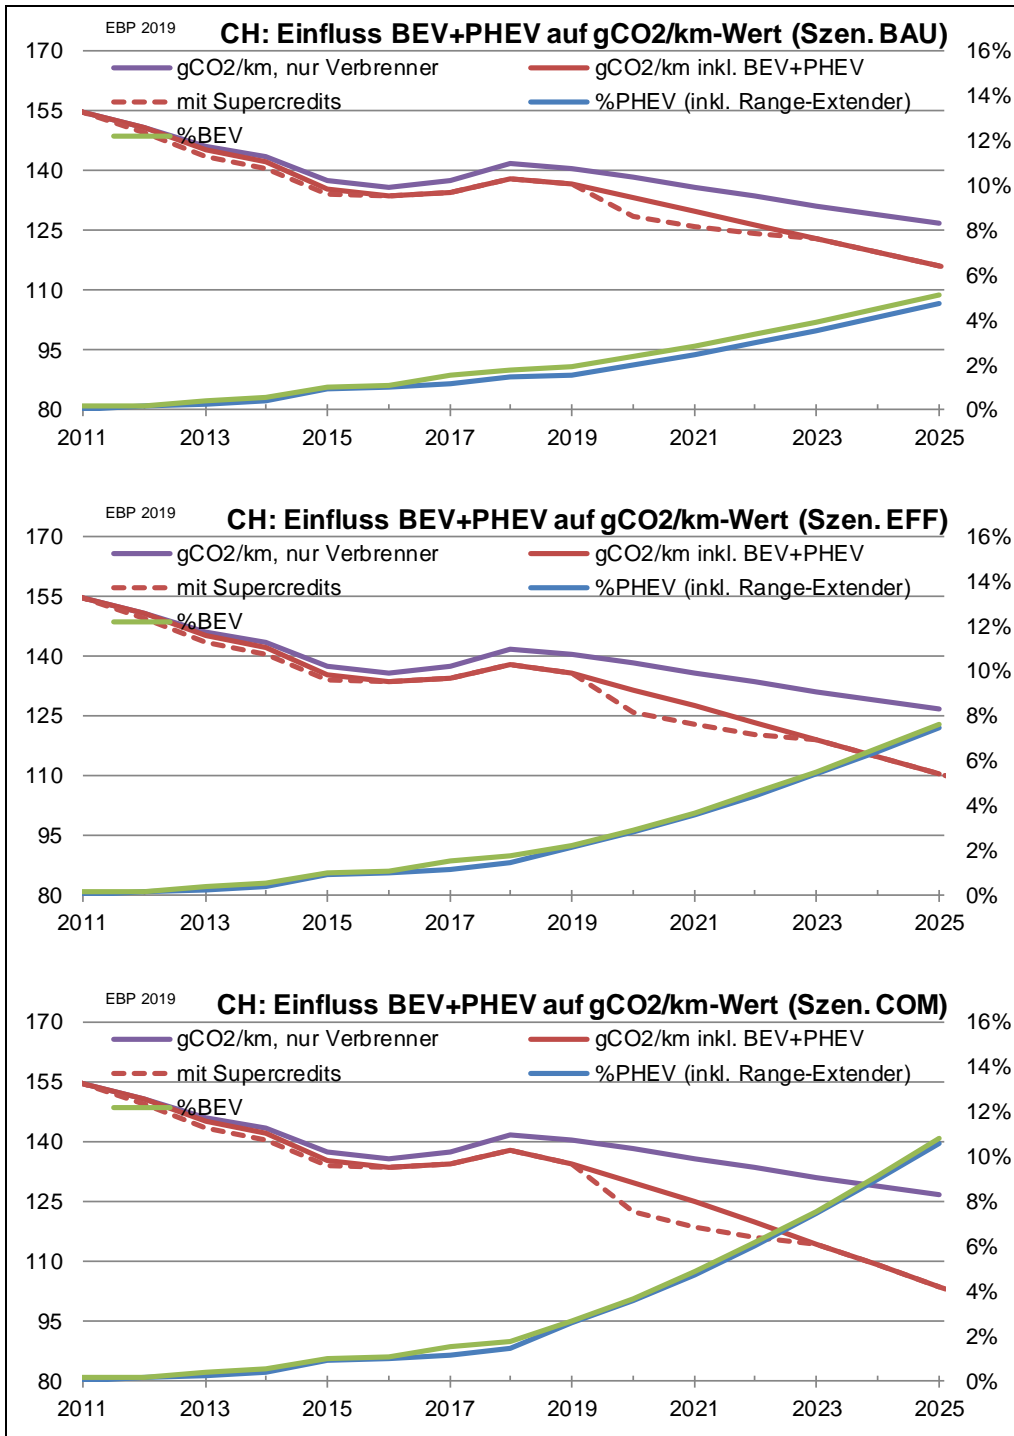 EBP 2019
CH: Einfluss BEV+PHEV auf gCO2/km-Wert (Szen. BAU)
170 16%
gCO2/km, nur Verbrenner gCO2/km inkl. BEV+PHEV
14%
mit Supercredits %PHEV (inkl. Range-Extender)
155
%BEV 12%
140
10%
125 8%
6%
110
4%
95
2%
80 0%
2011 2013 2015 2017 2019 2021 2023 2025
EBP 2019
CH: Einfluss BEV+PHEV auf gCO2/km-Wert (Szen. EFF)
170 16%
gCO2/km, nur Verbrenner gCO2/km inkl. BEV+PHEV
14%
mit Supercredits %PHEV (inkl. Range-Extender)
155
%BEV 12%
140
10%
125 8%
6%
110
4%
95
2%
80 0%
2011 2013 2015 2017 2019 2021 2023 2025
EBP 2019
CH: Einfluss BEV+PHEV auf gCO2/km-Wert (Szen. COM)
170 16%
gCO2/km, nur Verbrenner gCO2/km inkl. BEV+PHEV
14%
mit Supercredits %PHEV (inkl. Range-Extender)
155
%BEV 12%
140
10%
125 8%
6%
110
4%
95
2%
80 0%
2011 2013 2015 2017 2019 2021 2023 2025